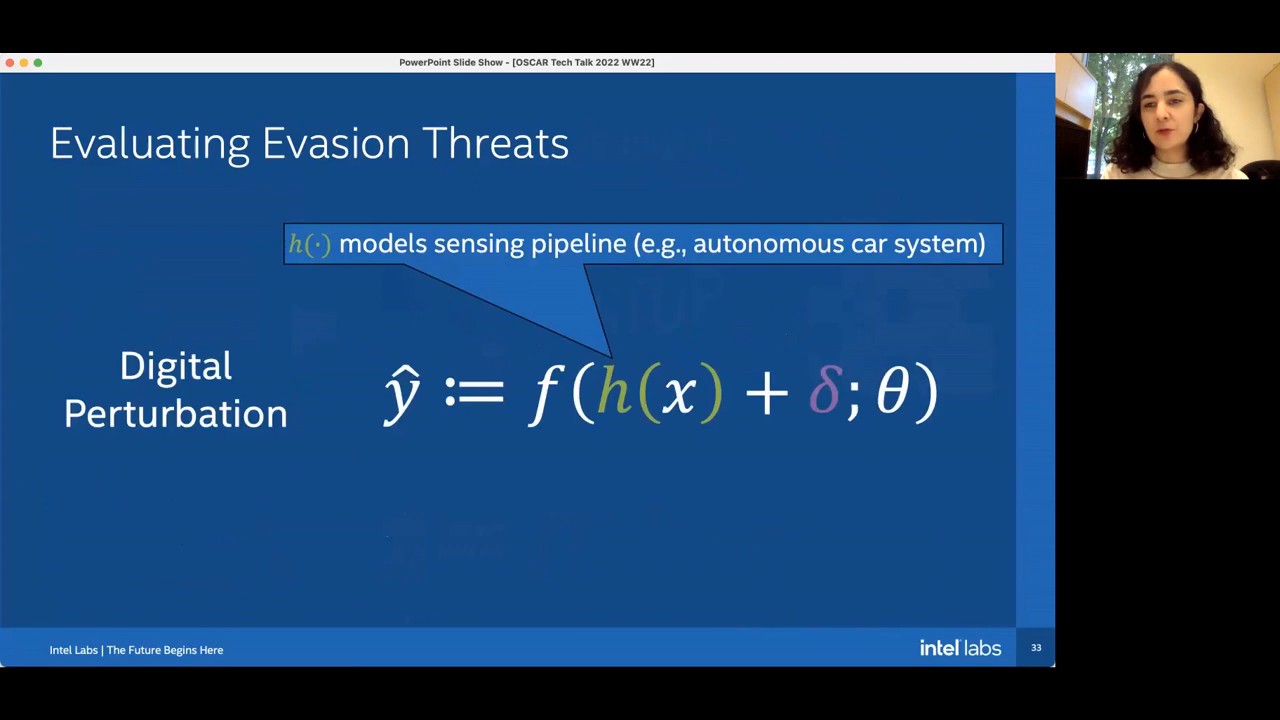 PowerPoint Slide Show - [OSCAR Tech Talk 2022 WW22]
Evaluating Evasion Threats
h(·) models sensing pipeline (e.g., autonomous car system)
Digital
Perturbation
ŷ ≔ f(h(x) + δ; θ)
Intel Labs | The Future Begins Here
intel labs
33